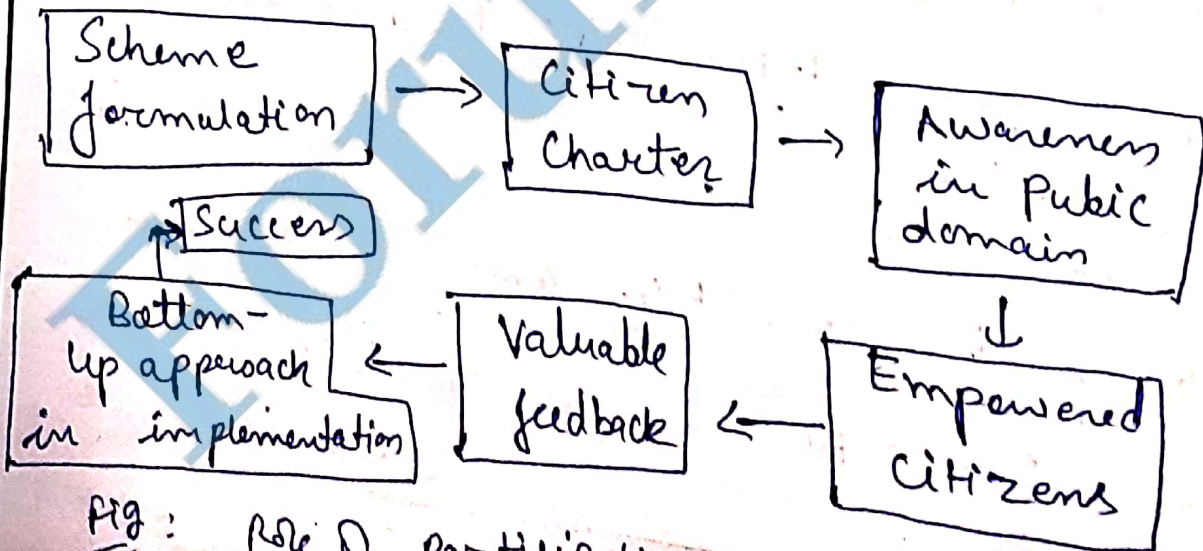 Scheme
formulation
Citizen
Charter
Awareness
in Pubic
domain
Empowered
Citizens
Valuable
feedback
Bottom-
up approach
in implementation
Success
Fig: Role